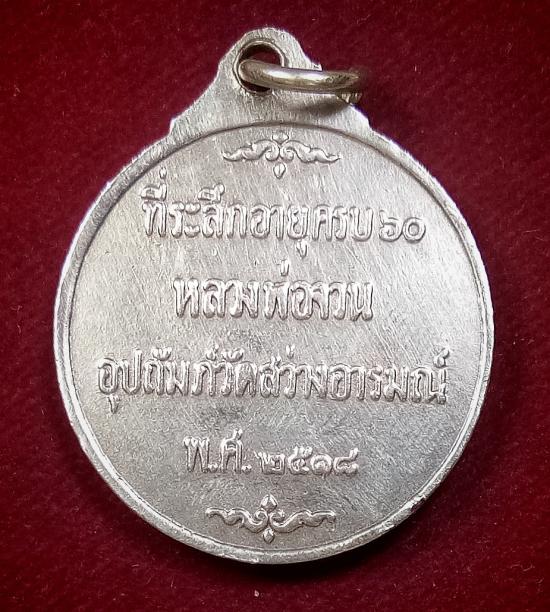 ที่ระลึกอายุครบ๖๐
หลวงพ่อจวน
อุปถัมภ์วัดสว่างอารมณ์
พ.ศ. ๒๕๑๘